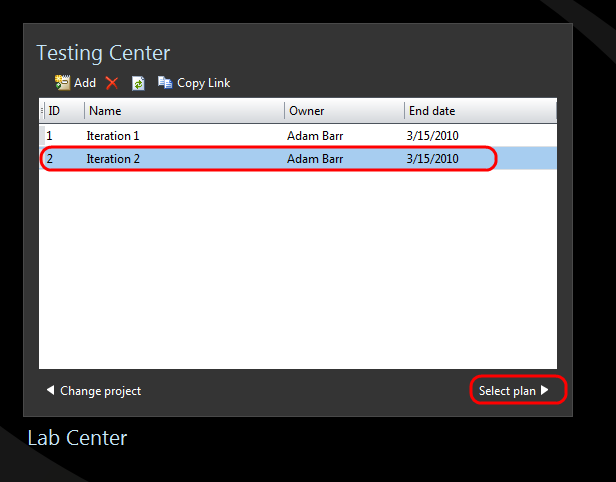 Testing Center
Add Copy Link
ID Name Owner End date
1 Iteration 1 Adam Barr 3/15/2010
2 Iteration 2 Adam Barr 3/15/2010
Change project Select plan
Lab Center